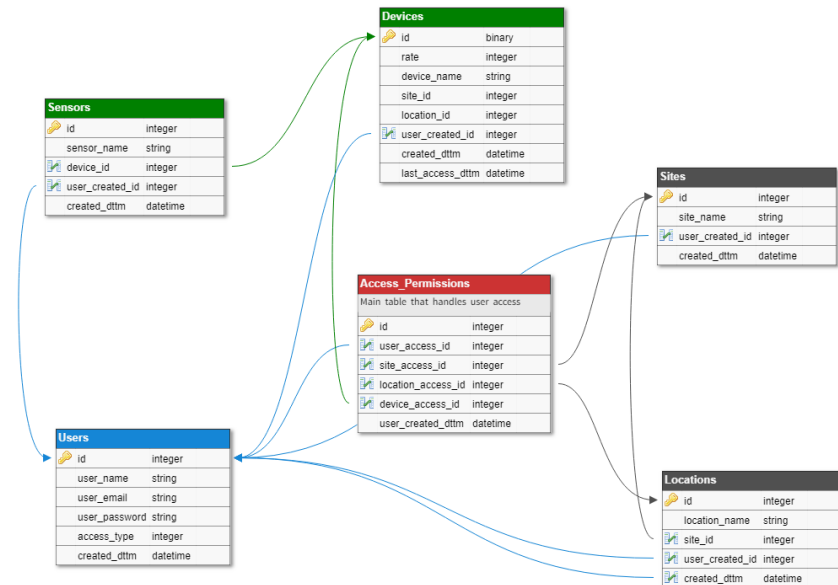 Devices
id binary
rate integer
device_name string
site_id integer
location_id integer
user_created_id integer
created_dttm datetime
last_access_dttm datetime
Sensors
id integer
sensor_name string
device_id integer
user_created_id integer
created_dttm datetime
Sites
id integer
site_name string
user_created_id integer
created_dttm datetime
Access_Permissions
Main table that handles user access
id integer
user_access_id integer
site_access_id integer
location_access_id integer
device_access_id integer
user_created_dttm datetime
Users
id integer
user_name string
user_email string
user_password string
access_type integer
created_dttm datetime
Locations
id integer
location_name string
site_id integer
user_created_id integer
created_dttm datetime